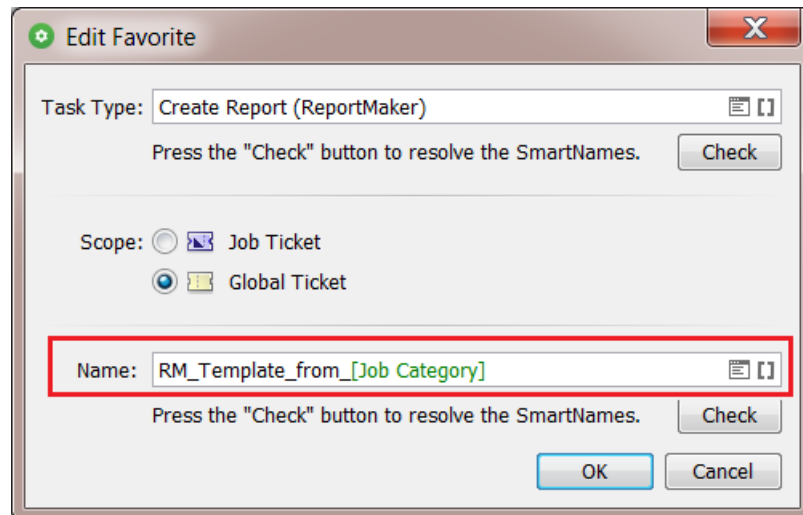 Edit Favorite
Task Type: Create Report (ReportMaker)
Press the "Check" button to resolve the SmartNames. Check
Scope: Job Ticket
Global Ticket
Name: RM_Template_from_[Job Category]
Press the "Check" button to resolve the SmartNames. Check
OK Cancel